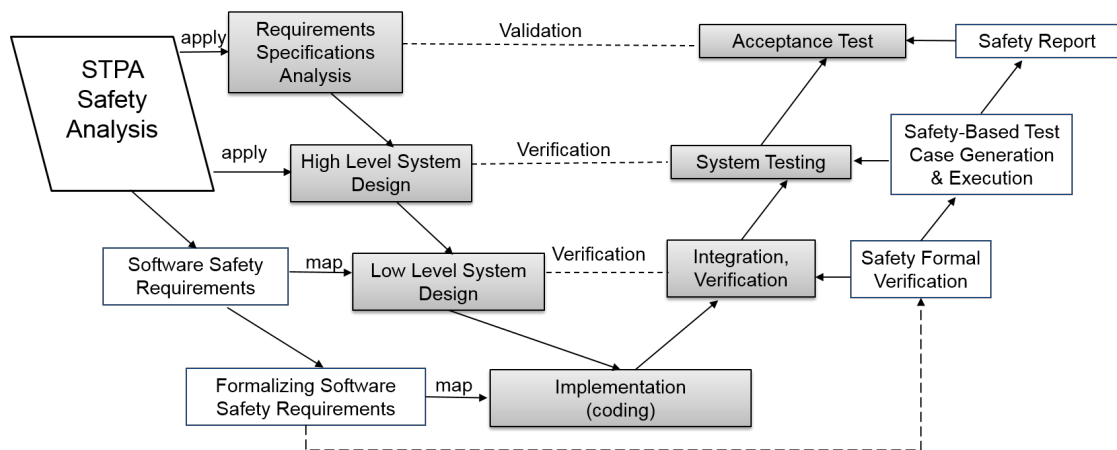 STPA
Safety
Analysis
apply
Requirements
Specifications
Analysis
Validation
Acceptance Test
Safety Report
apply
High Level System
Design
Verification
System Testing
Safety-Based Test
Case Generation
& Execution
Software Safety
Requirements
map
Low Level System
Design
Verification
Integration,
Verification
Safety Formal
Verification
Formalizing Software
Safety Requirements
map
Implementation
(coding)